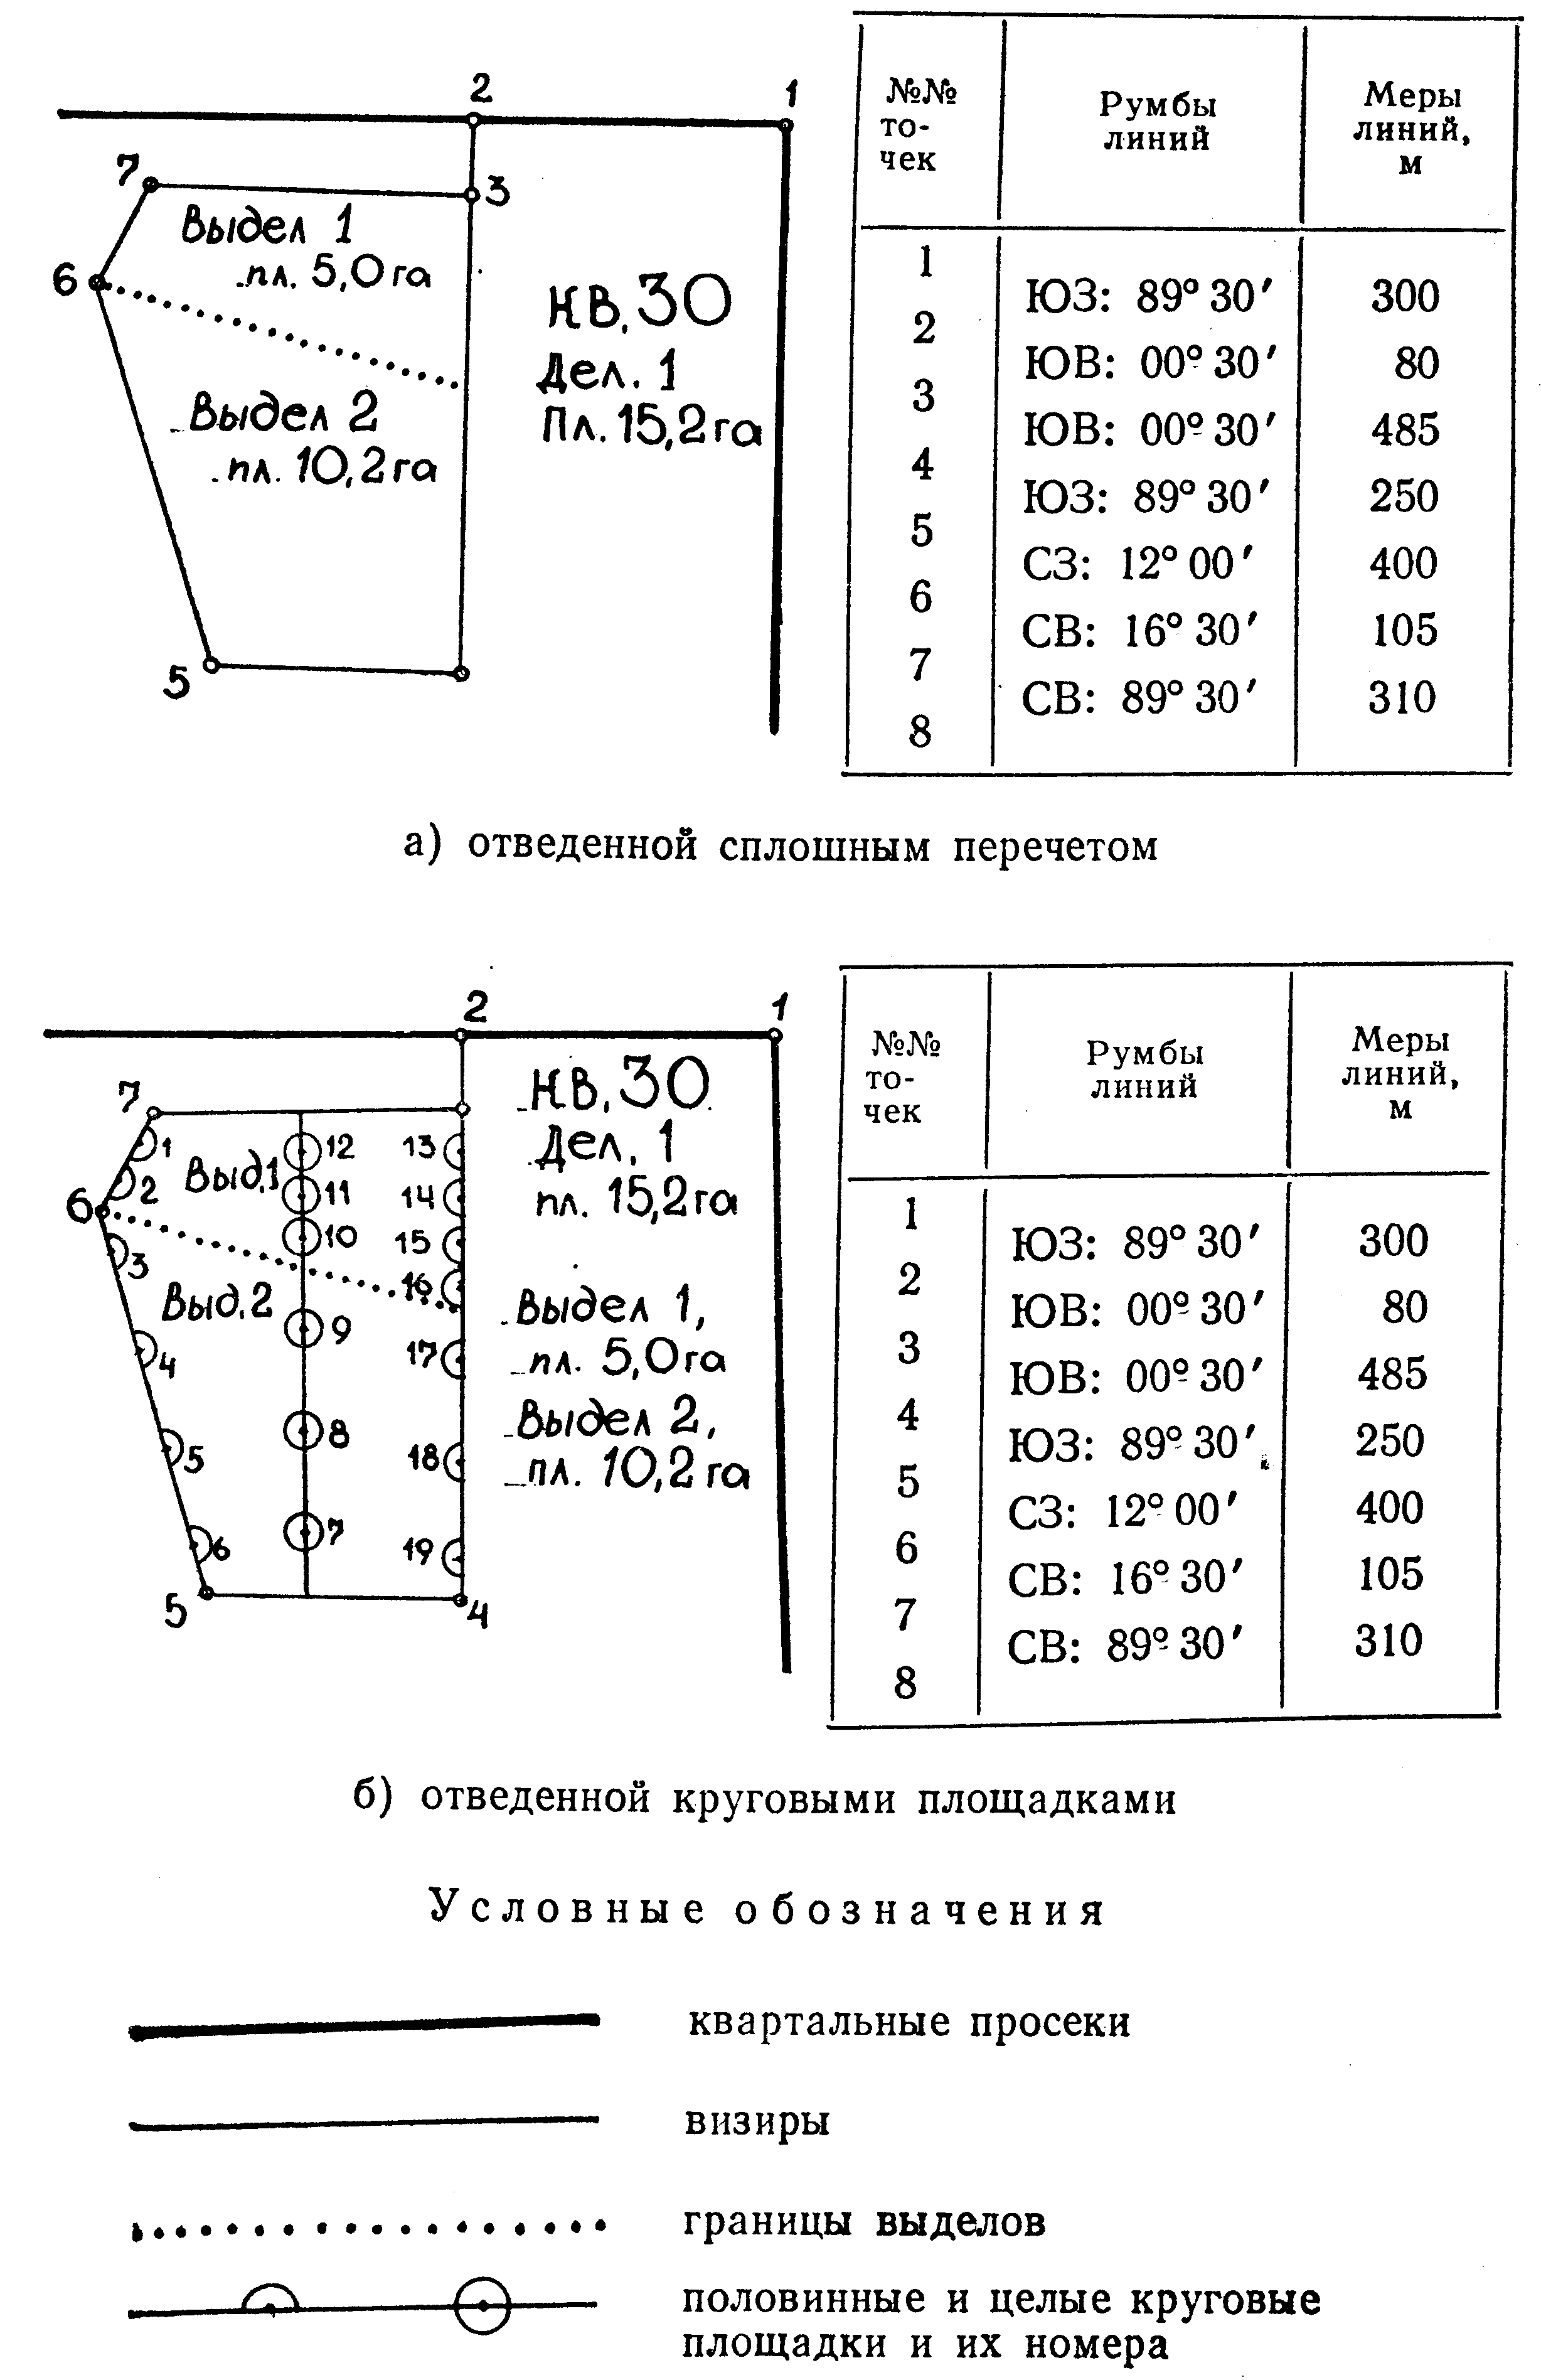 2
1
7
3
Выдел 1
пл. 5,0 га
6
кв. 30
Дел. 1
Пл. 15,2 га
Выдел 2
пл. 10,2 га
5
№№ то- чек
Румбы линий
Меры линий, м
1
ЮЗ: 89° 30′ 300
2
ЮВ: 00° 30′ 80
3
ЮВ: 00° 30′ 485
4
ЮЗ: 89° 30′ 250
5
СЗ: 12° 00′ 400
6
СВ: 16° 30′ 105
7
СВ: 89° 30′ 310
8
а) отведенной сплошным перечетом
2
1
7
кв. 30
Дел. 1
пл. 15,2 га
1
12
13
Выд. 1
2
11
14
6
10
15
3
16
Выд. 2
Выдел 1,
пл. 5,0 га
9
4
17
Выдел 2,
пл. 10,2 га
8
5
18
7
6
19
5
4
№№ то- чек
Румбы линий
Меры линий, м
1
ЮЗ: 89° 30′ 300
2
ЮВ: 00° 30′ 80
3
ЮВ: 00° 30′ 485
4
ЮЗ: 89° 30′ 250
5
СЗ: 12° 00′ 400
6
СВ: 16° 30′ 105
7
СВ: 89° 30′ 310
8
б) отведенной круговыми площадками
Условные обозначения
квартальные просеки
визиры
границы выделов
половинные и целые круговые
площадки и их номера